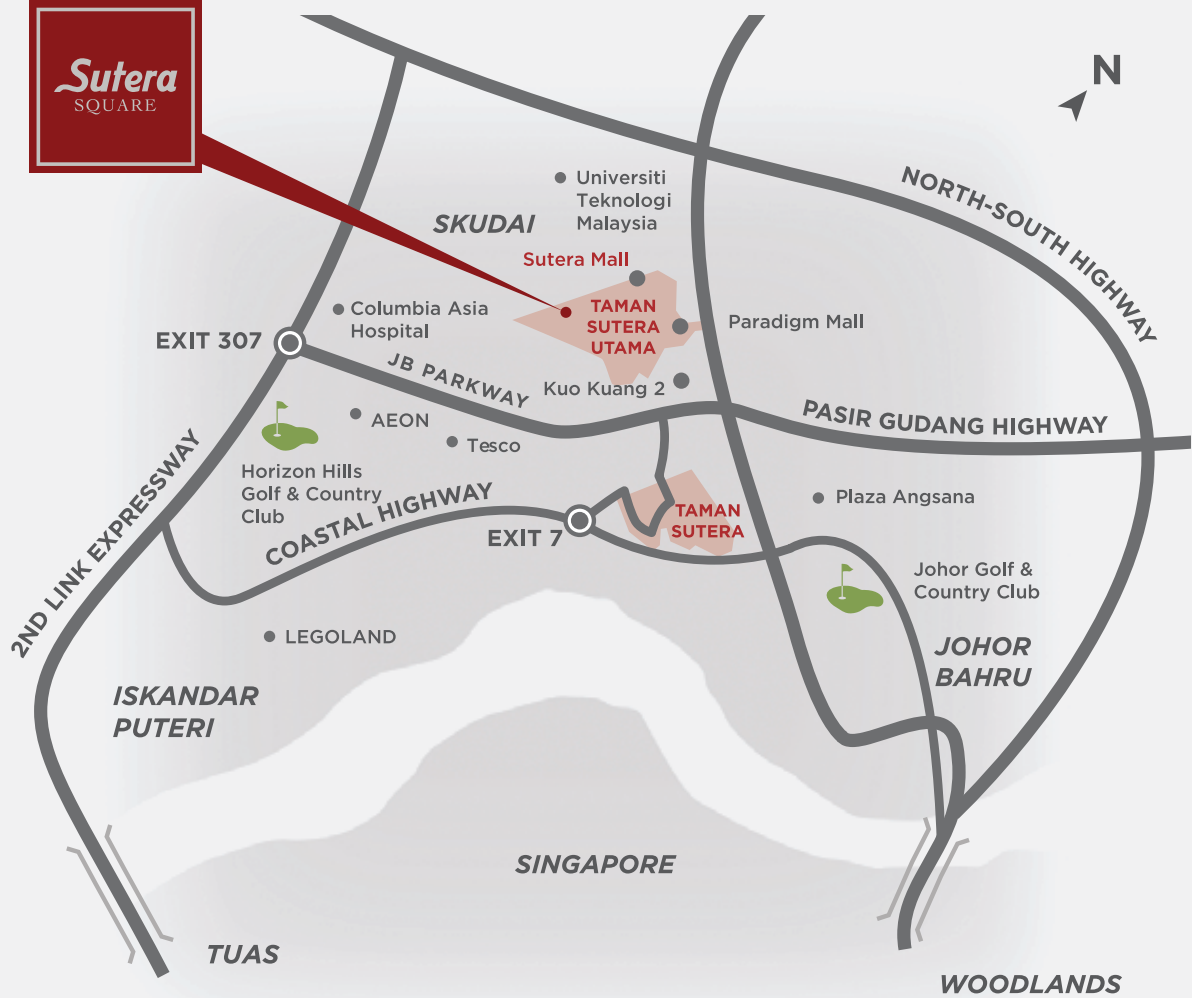 Sutera
SQUARE
N
NORTH-SOUTH HIGHWAY
Universiti
Teknologi
Malaysia
SKUDAI
Sutera Mall
Columbia Asia
Hospital
TAMAN
SUTERA
UTAMA
Paradigm Mall
EXIT 307
JB PARKWAY
Kuo Kuang 2
PASIR GUDANG HIGHWAY
AEON
Tesco
Horizon Hills
Golf & Country
Club
2ND LINK EXPRESSWAY
COASTAL HIGHWAY
EXIT 7
TAMAN
SUTERA
Plaza Angsana
Johor Golf &
Country Club
LEGOLAND
JOHOR
BAHRU
ISKANDAR
PUTERI
SINGAPORE
TUAS
WOODLANDS